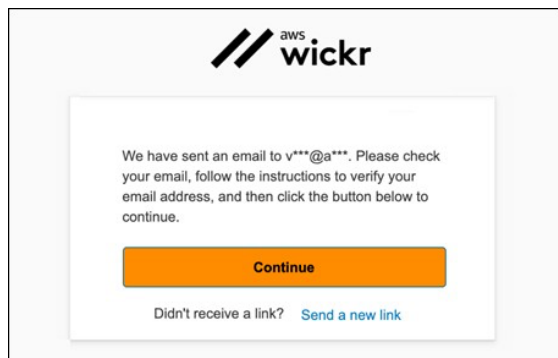 aws
wickr
We have sent an email to v***@a***. Please check
your email, follow the instructions to verify your
email address, and then click the button below to
continue.
Continue
Didn't receive a link? Send a new link